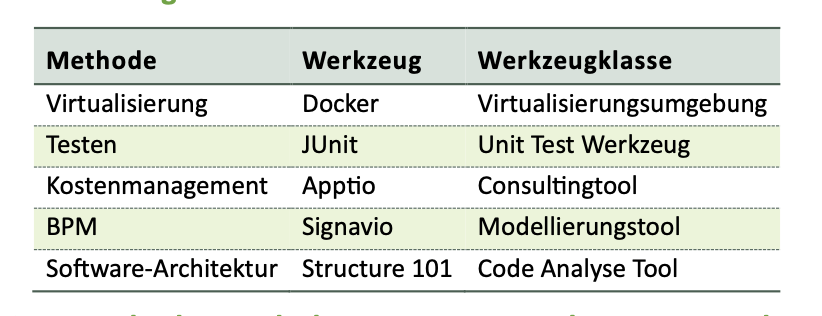 Methode Werkzeug Werkzeugklasse
Virtualisierung Docker Virtualisierungsumgebung
Testen JUnit Unit Test Werkzeug
Kostenmanagement Apptio Consultingtool
BPM Signavio Modellierungstool
Software-Architektur Structure 101 Code Analyse Tool